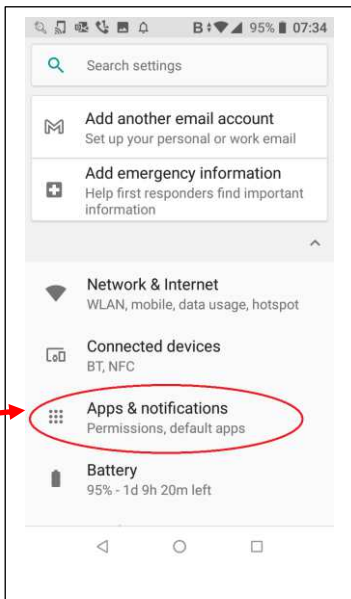 B 95% 07:34
Search settings
Add another email account
Set up your personal or work email
Add emergency information
Help first responders find important
information
Network & Internet
WLAN, mobile, data usage, hotspot
Connected devices
BT, NFC
Apps & notifications
Permissions, default apps
Battery
95% - 1d 9h 20m left